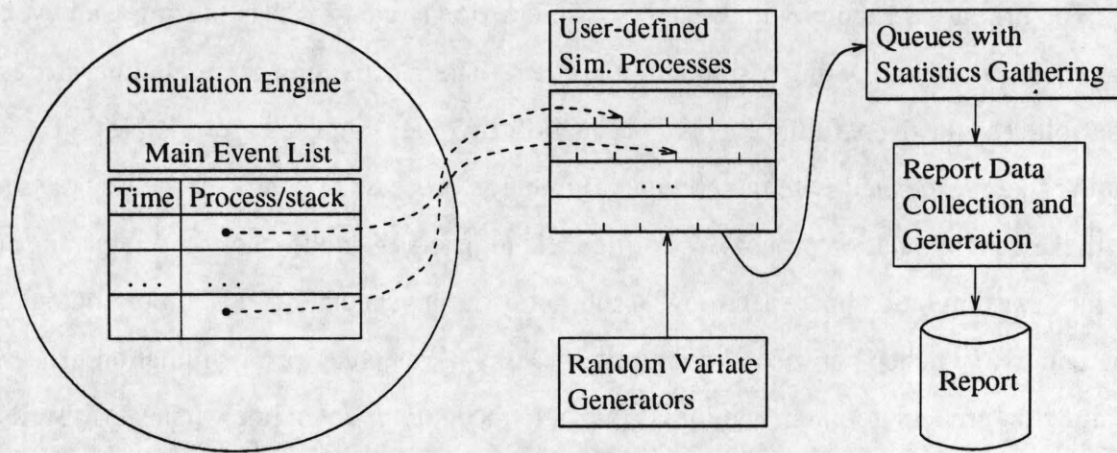 Simulation Engine
Main Event List
Time Process/stack
. . . . . .
User-defined
Sim. Processes
Random Variate
Generators
Queues with
Statistics Gathering
Report Data
Collection and
Generation
Report